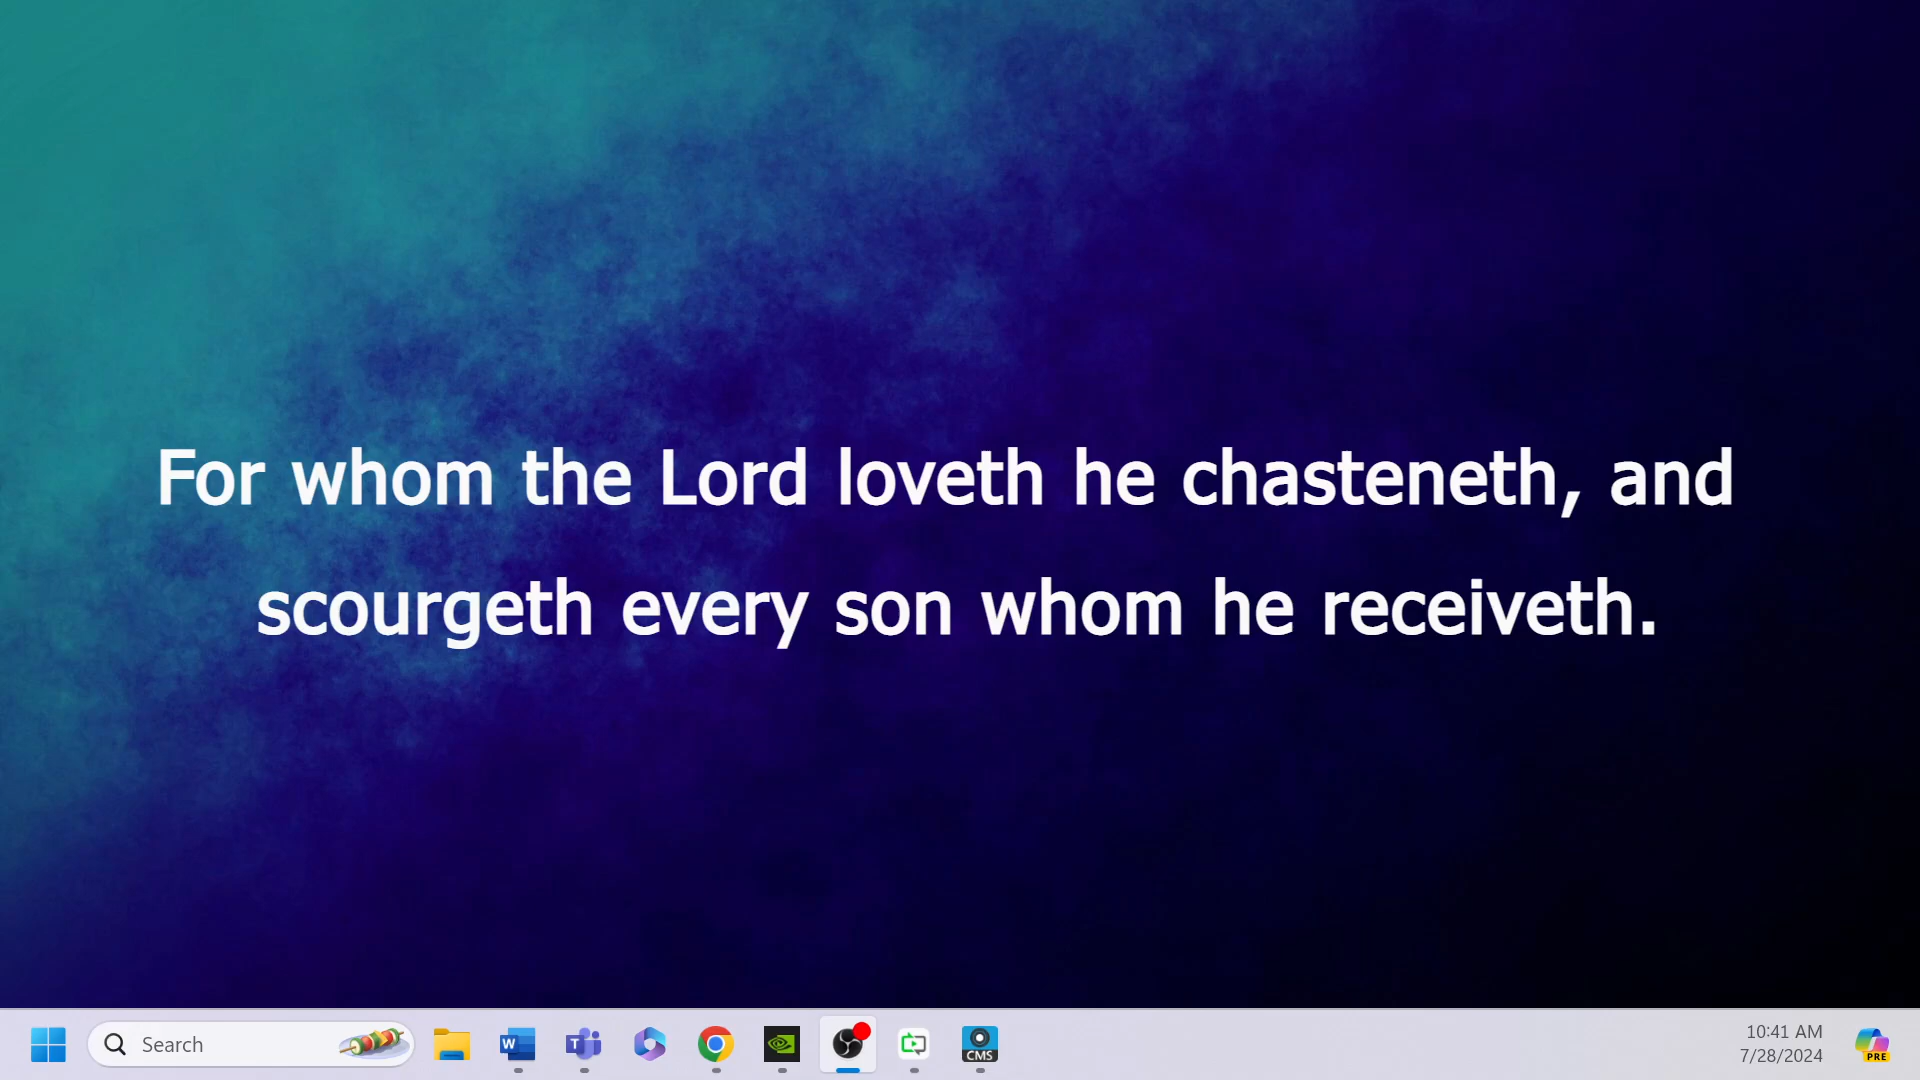 For whom the Lord loveth he chasteneth, and
scourgeth every son whom he receiveth.
Search
W
T
CMS
10:41 AM
7/28/2024
PRE